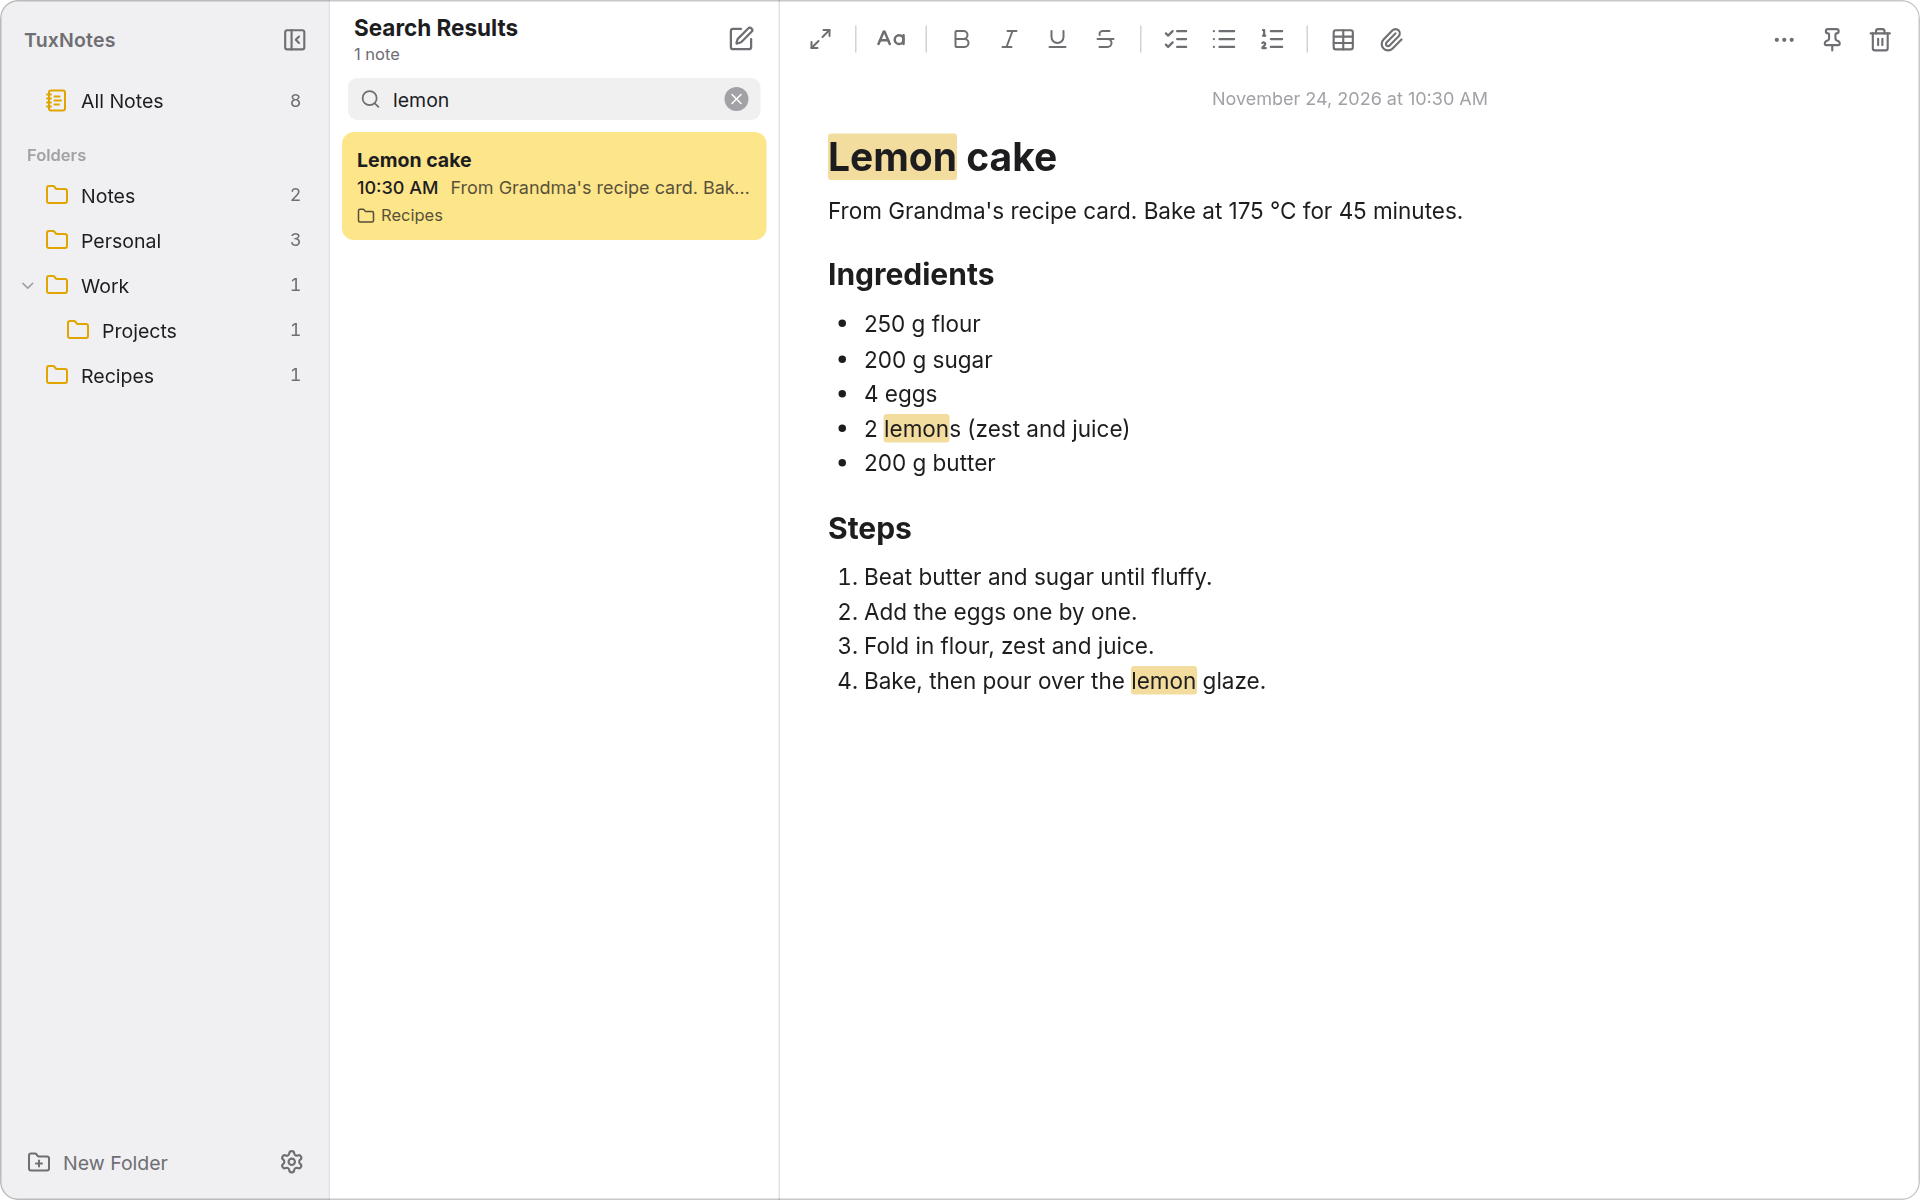 TuxNotes
All Notes 8
Folders
Notes 2
Personal 3
Work 1
Projects 1
Recipes 1
New Folder
Search Results
1 note
lemon
Lemon cake
10:30 AM From Grandma's recipe card. Bak...
Recipes
Aa B I U S
November 24, 2026 at 10:30 AM
Lemon cake
From Grandma's recipe card. Bake at 175 °C for 45 minutes.
Ingredients
• 250 g flour
• 200 g sugar
• 4 eggs
• 2 lemons (zest and juice)
• 200 g butter
Steps
1. Beat butter and sugar until fluffy.
2. Add the eggs one by one.
3. Fold in flour, zest and juice.
4. Bake, then pour over the lemon glaze.